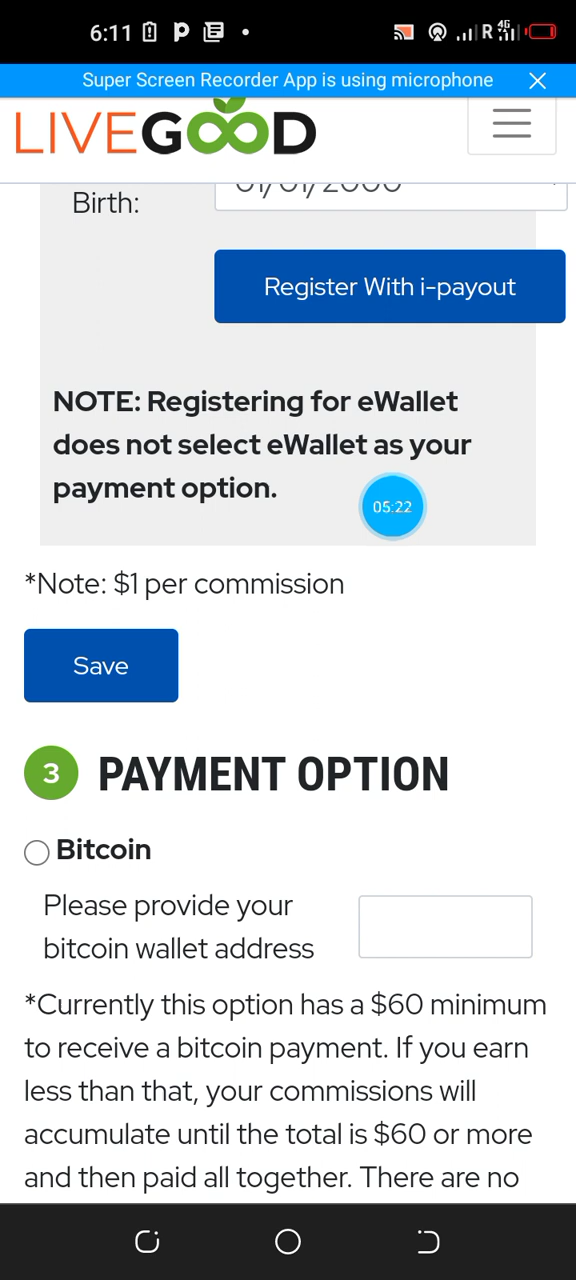 6:11
R 4G
Super Screen Recorder App is using microphone
LIVEGOOD
Birth:
01/01/2000
Register With i-payout
NOTE: Registering for eWallet
does not select eWallet as your
payment option.
05:22
*Note: $1 per commission
Save
3 PAYMENT OPTION
Bitcoin
Please provide your
bitcoin wallet address
*Currently this option has a $60 minimum
to receive a bitcoin payment. If you earn
less than that, your commissions will
accumulate until the total is $60 or more
and then paid all together. There are no